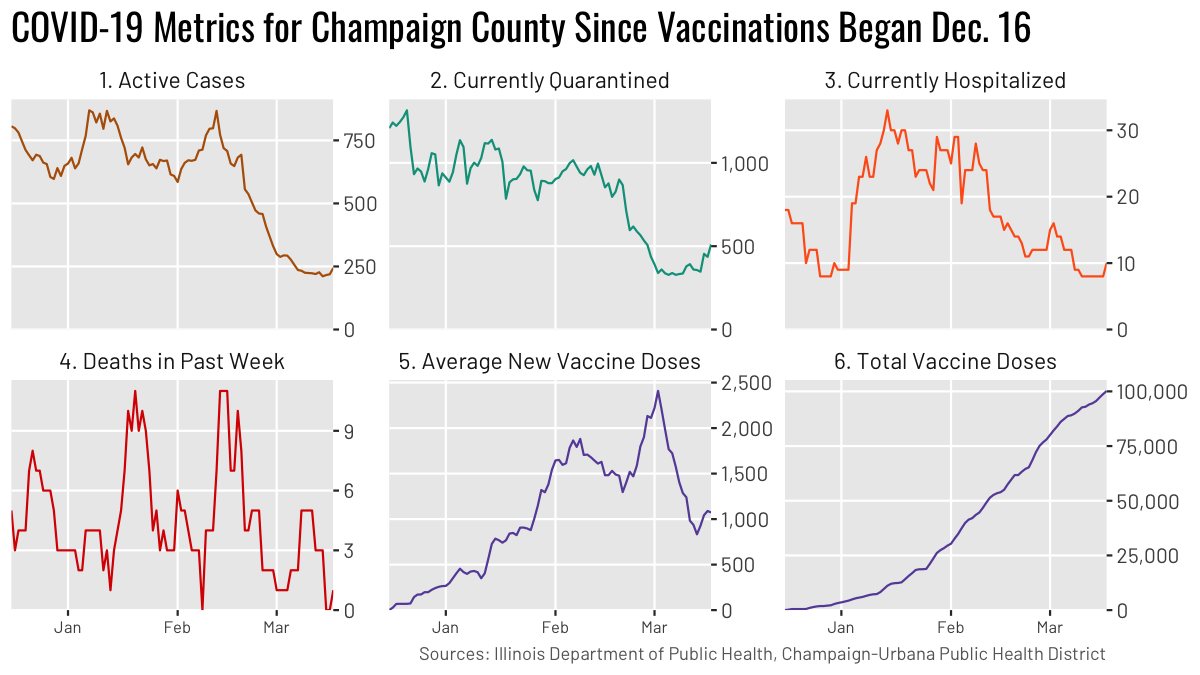 COVID-19 Metrics for Champaign County Since Vaccinations Began Dec. 16
1. Active Cases
750
500
250
0
2. Currently Quarantined
1,000
500
0
3. Currently Hospitalized
30
20
10
0
4. Deaths in Past Week
9
6
3
0
Jan Feb Mar
5. Average New Vaccine Doses
2,500
2,000
1,500
1,000
500
0
Jan Feb Mar
6. Total Vaccine Doses
100,000
75,000
50,000
25,000
0
Jan Feb Mar
Sources: Illinois Department of Public Health, Champaign-Urbana Public Health District